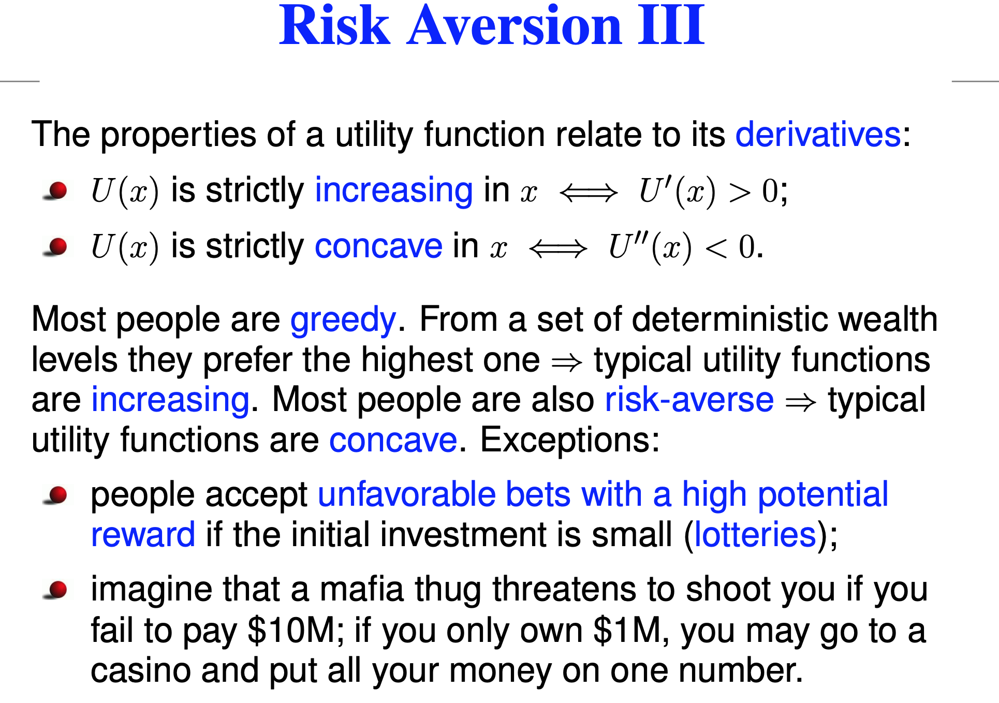 Risk Aversion III
The properties of a utility function relate to its derivatives:
U(x) is strictly increasing in x ⟺ U′(x) > 0;
U(x) is strictly concave in x ⟺ U″(x) < 0.
Most people are greedy. From a set of deterministic wealth
levels they prefer the highest one ⇒ typical utility functions
are increasing. Most people are also risk-averse ⇒ typical
utility functions are concave. Exceptions:
people accept unfavorable bets with a high potential
reward if the initial investment is small (lotteries);
imagine that a mafia thug threatens to shoot you if you
fail to pay $10M; if you only own $1M, you may go to a
casino and put all your money on one number.